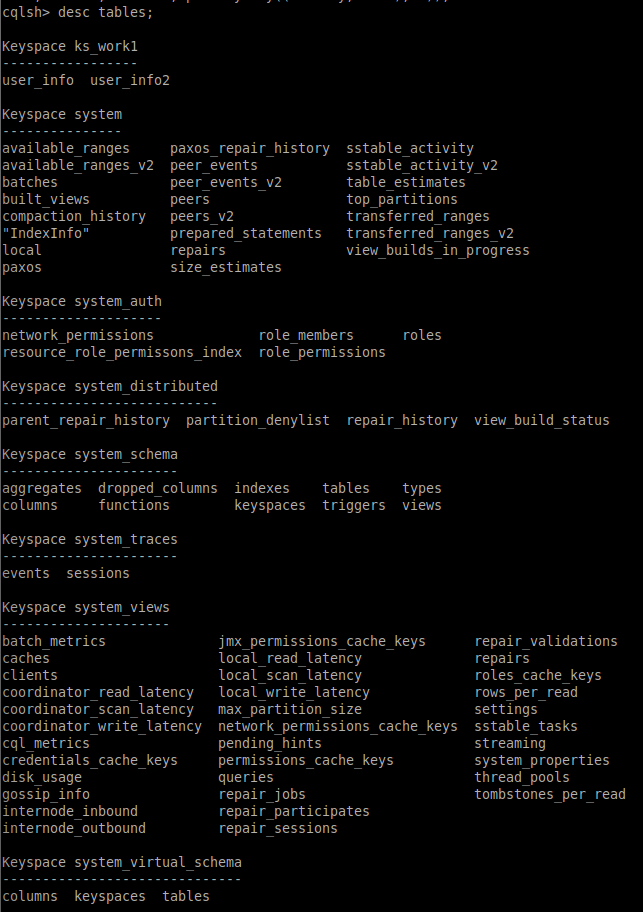 cqlsh> desc tables;
Keyspace ks_work1
-----------------
user_info  user_info2
Keyspace system
---------------
available_ranges     paxos_repair_history  sstable_activity
available_ranges_v2  peer_events           sstable_activity_v2
batches              peer_events_v2        table_estimates
built_views          peers                 top_partitions
compaction_history   peers_v2              transferred_ranges
"IndexInfo"          prepared_statements   transferred_ranges_v2
local                repairs               view_builds_in_progress
paxos                size_estimates
Keyspace system_auth
--------------------
network_permissions             role_members      roles
resource_role_permissons_index  role_permissions
Keyspace system_distributed
---------------------------
parent_repair_history  partition_denylist  repair_history  view_build_status
Keyspace system_schema
----------------------
aggregates  dropped_columns  indexes    tables    types
columns     functions        keyspaces  triggers  views
Keyspace system_traces
----------------------
events  sessions
Keyspace system_views
---------------------
batch_metrics              jmx_permissions_cache_keys      repair_validations
caches                     local_read_latency              repairs
clients                    local_scan_latency              roles_cache_keys
coordinator_read_latency   local_write_latency             rows_per_read
coordinator_scan_latency   max_partition_size              settings
coordinator_write_latency  network_permissions_cache_keys  sstable_tasks
cql_metrics                pending_hints                   streaming
credentials_cache_keys     permissions_cache_keys          system_properties
disk_usage                 queries                         thread_pools
gossip_info                repair_jobs                     tombstones_per_read
internode_inbound          repair_participates
internode_outbound         repair_sessions
Keyspace system_virtual_schema
------------------------------
columns  keyspaces  tables